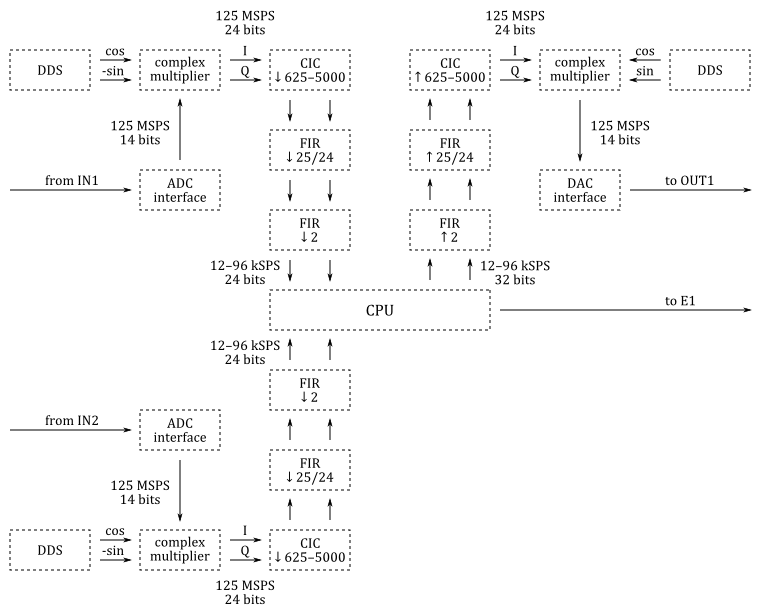 125 MSPS
24 bits
DDS
cos
-sin
complex
multiplier
I
Q
CIC
↓625–5000
125 MSPS
14 bits
from IN1
ADC
interface
FIR
↓25/24
FIR
↓2
12–96 kSPS
24 bits
125 MSPS
24 bits
CIC
↑625–5000
I
Q
complex
multiplier
cos
sin
DDS
125 MSPS
14 bits
FIR
↑25/24
DAC
interface
to OUT1
FIR
↑2
12–96 kSPS
32 bits
CPU
to E1
12–96 kSPS
24 bits
FIR
↓2
from IN2
ADC
interface
FIR
↓25/24
125 MSPS
14 bits
DDS
cos
-sin
complex
multiplier
I
Q
CIC
↓625–5000
125 MSPS
24 bits